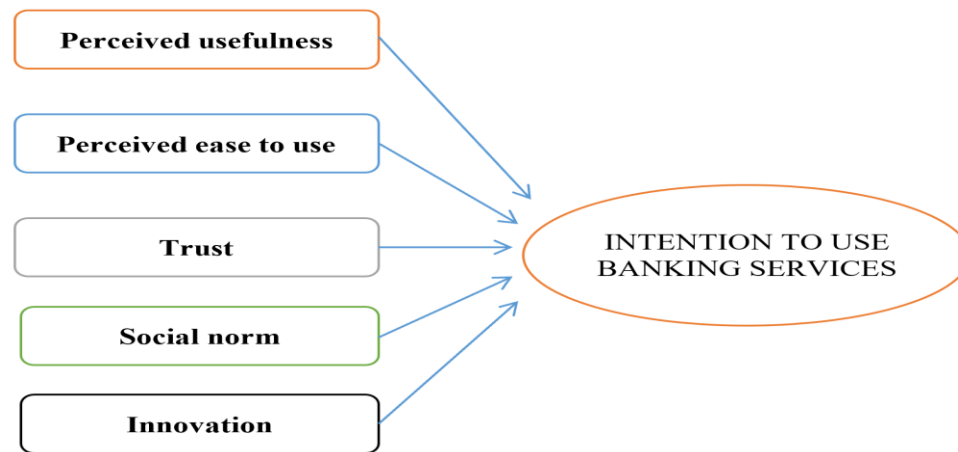 Perceived usefulness
Perceived ease to use
Trust
Social norm
Innovation
INTENTION TO USE
BANKING SERVICES